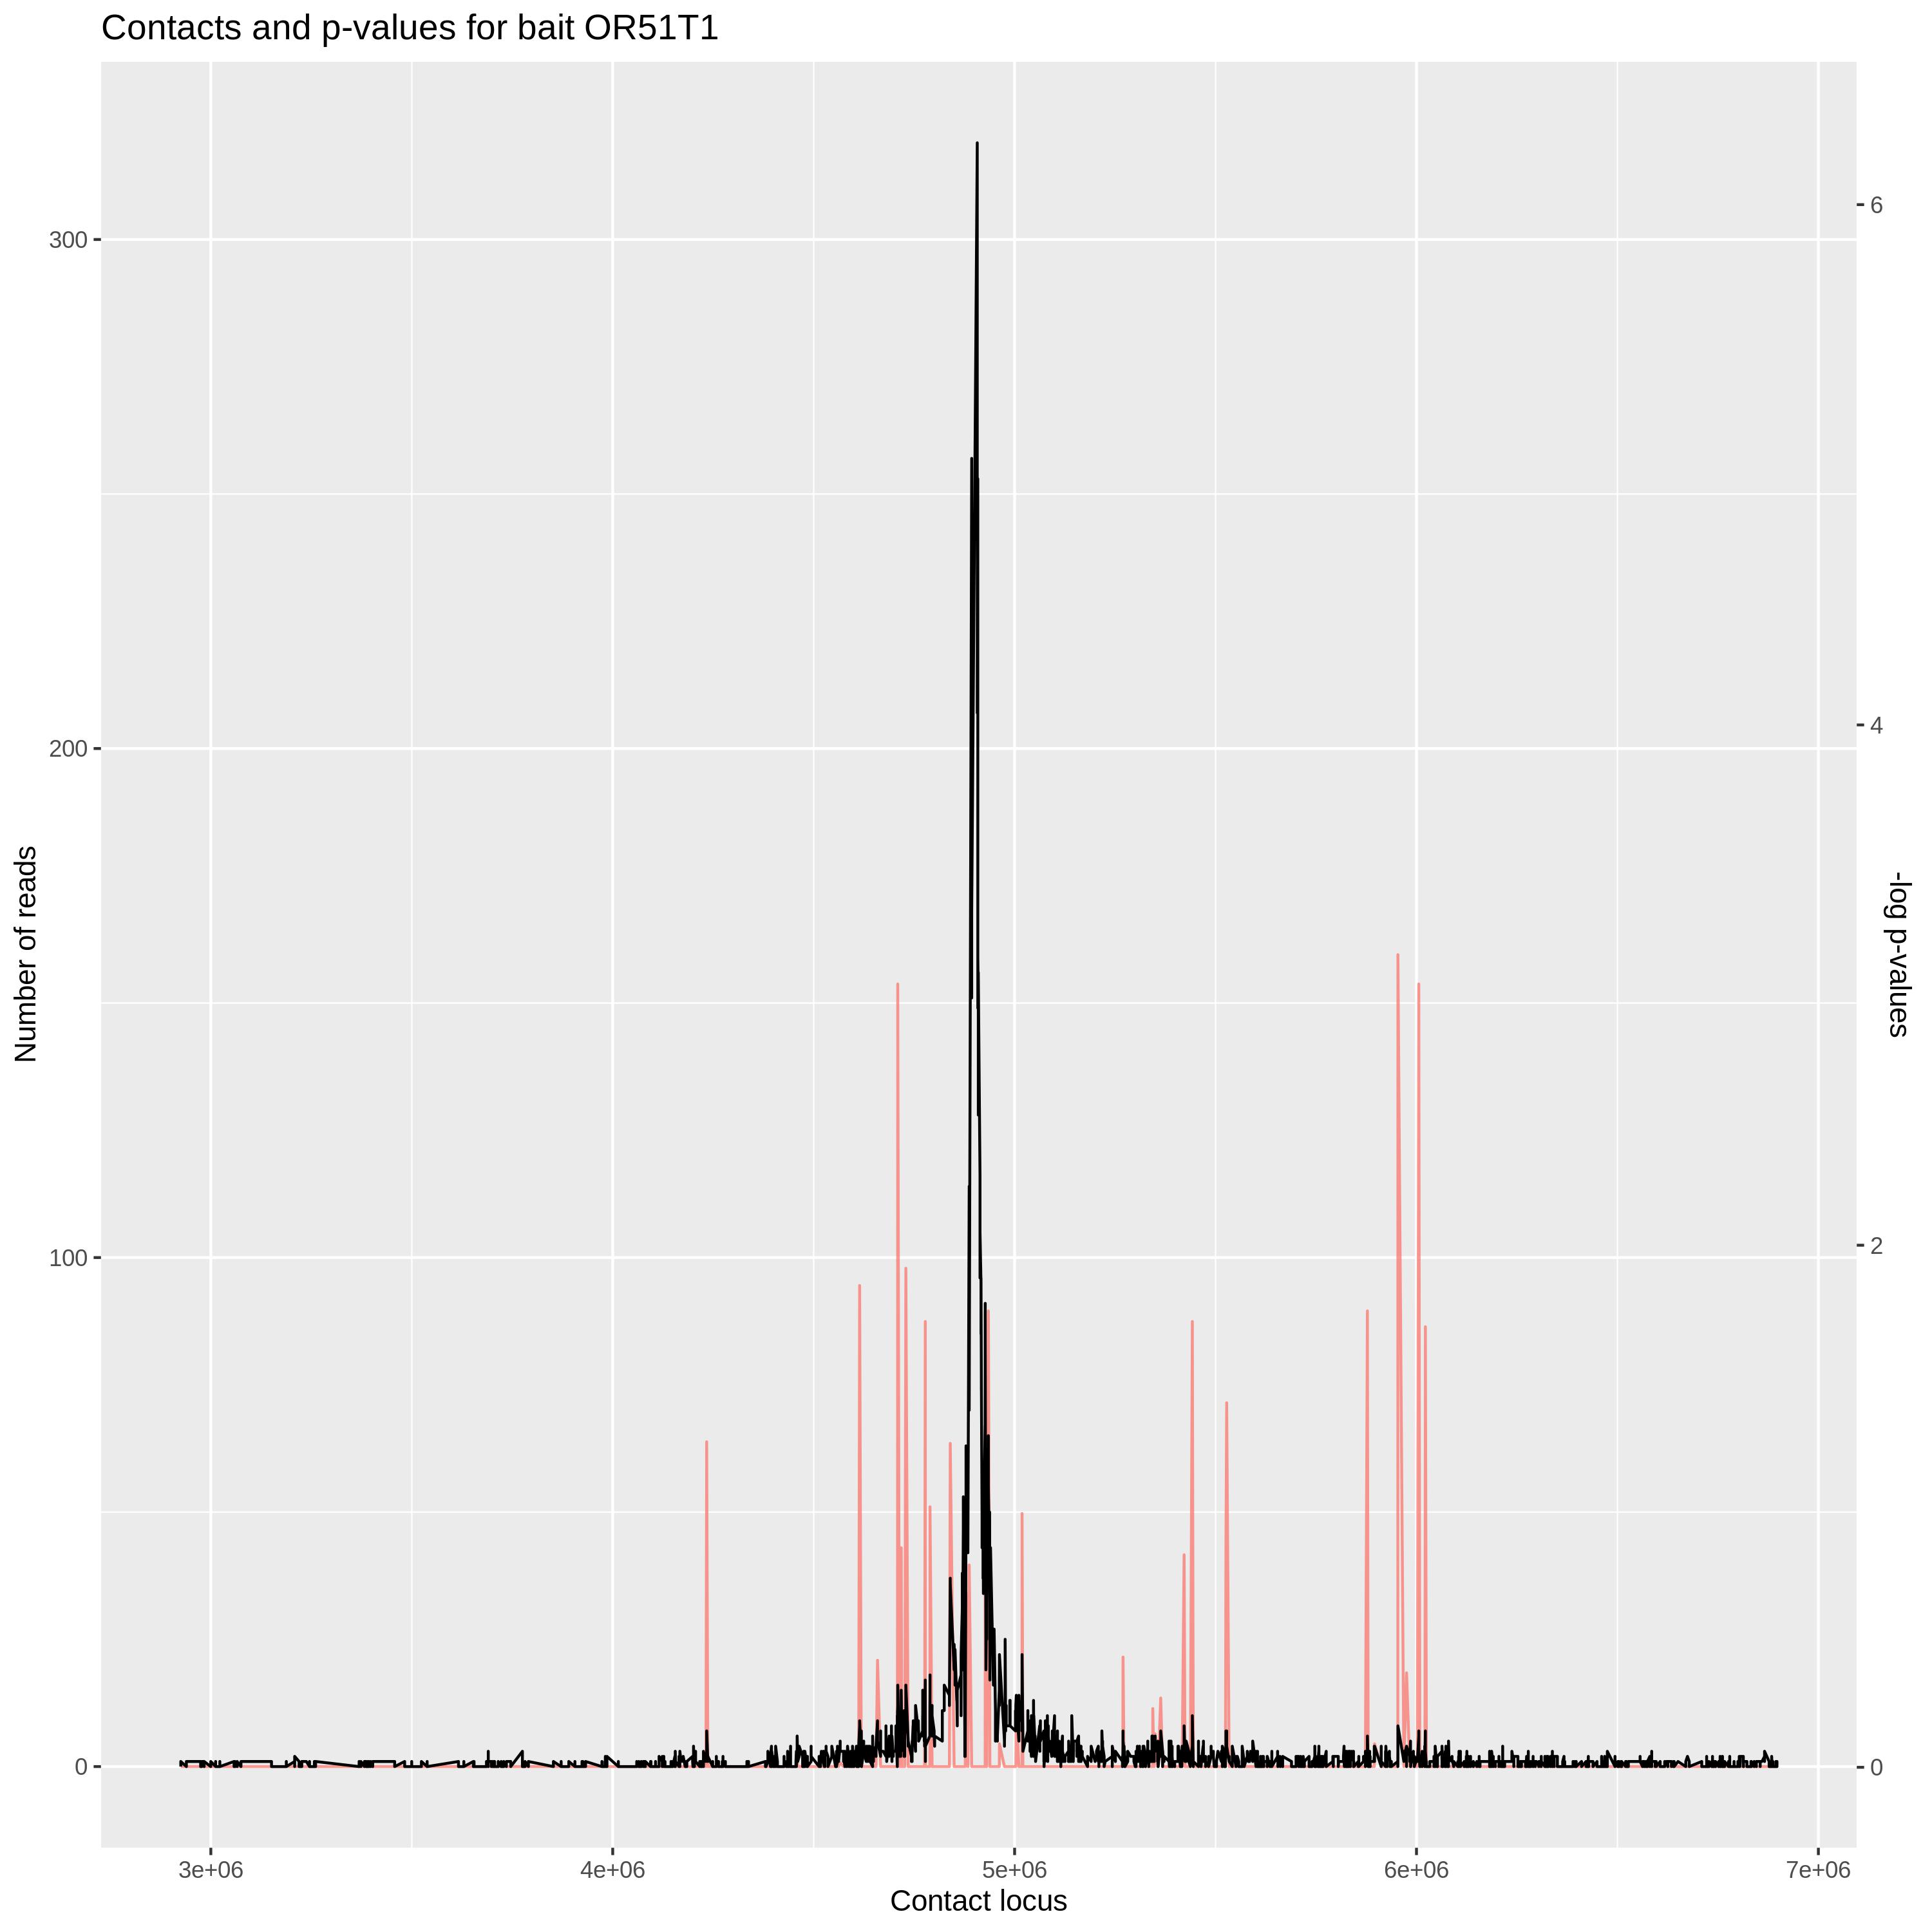 Contacts and p-values for bait OR51T1
300
200
100
0
Number of reads
6
4
2
0
-log p-values
3e+06
4e+06
5e+06
6e+06
7e+06
Contact locus